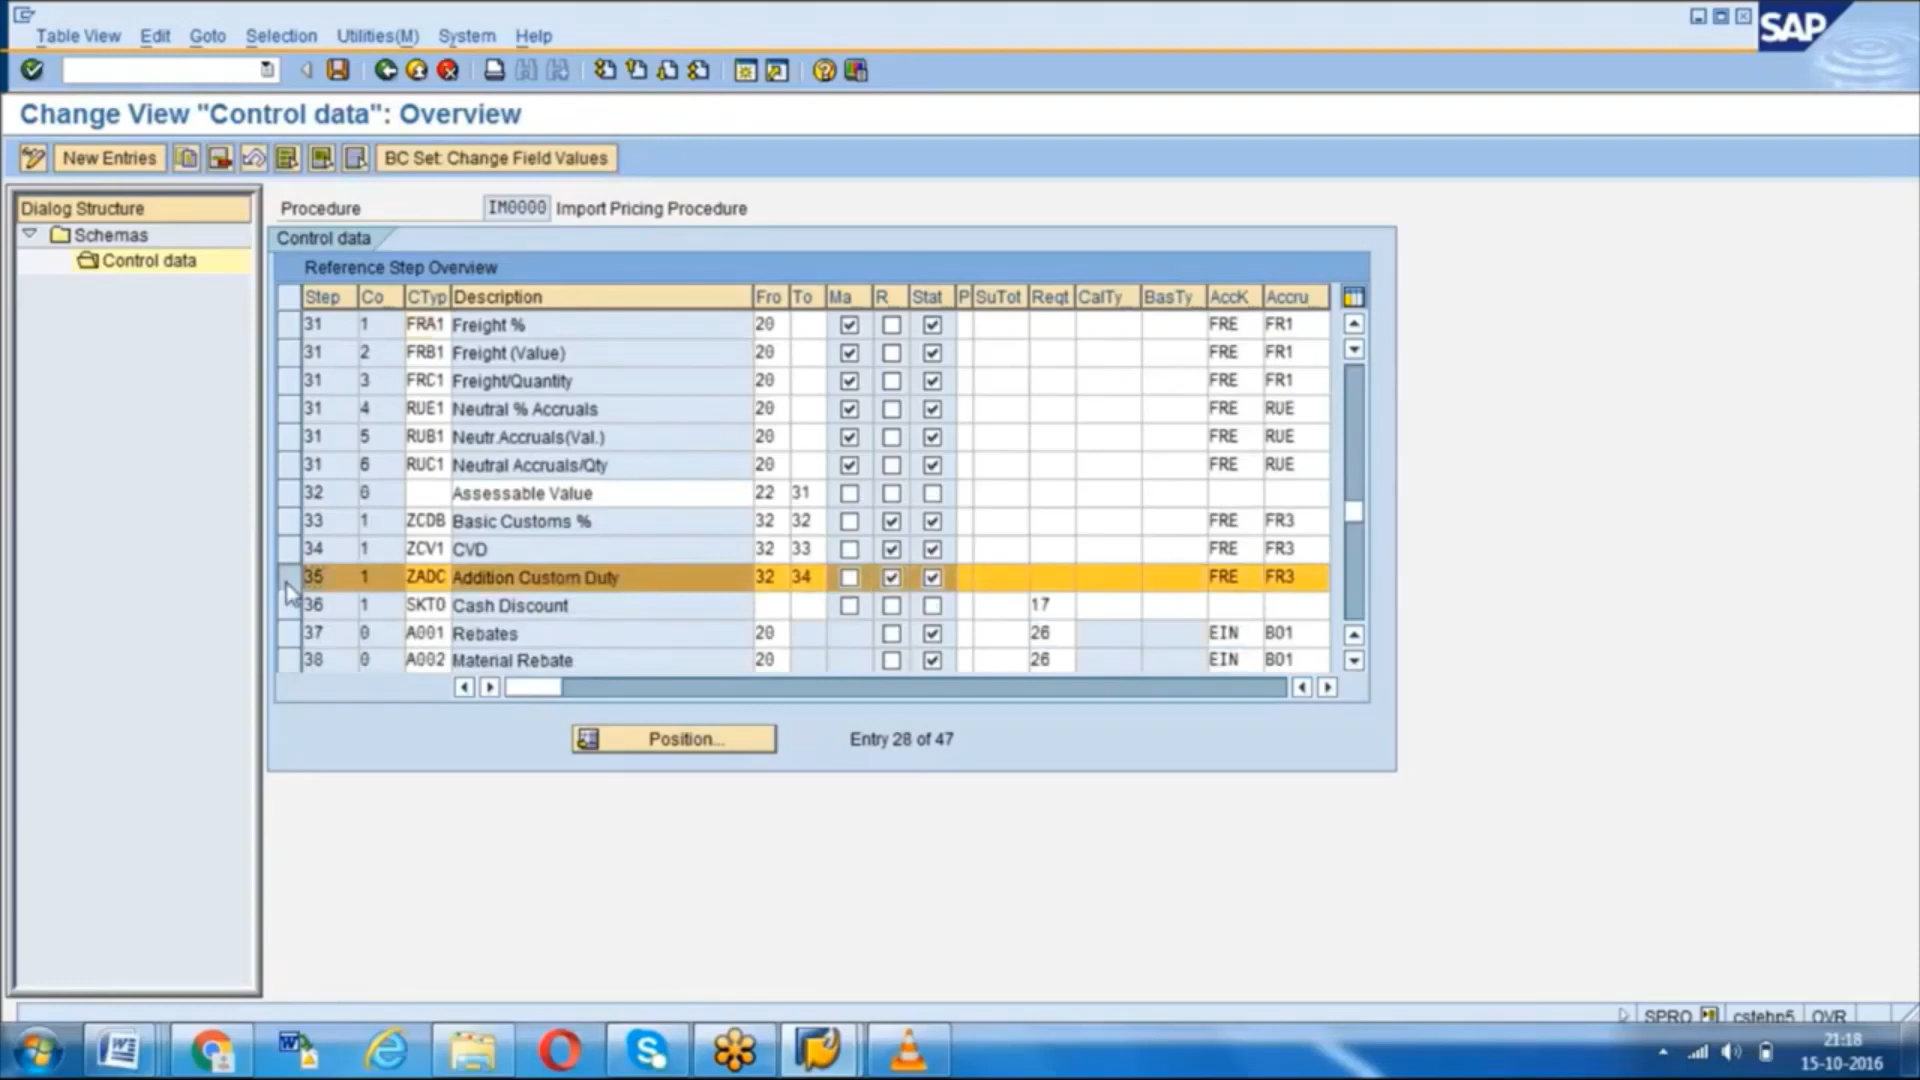 Table View Edit Goto Selection Utilities(M) System Help
SAP
Change View "Control data": Overview
New Entries BC Set: Change Field Values
Dialog Structure
Schemas
Control data
Procedure IM0000 Import Pricing Procedure
Control data
Reference Step Overview
Step Co CTyp Description Fro To Ma R Stat P SuTot Reqt CalTy BasTy AccK Accru
31 1 FRA1 Freight % 20 FRE FR1
31 2 FRB1 Freight (Value) 20 FRE FR1
31 3 FRC1 Freight/Quantity 20 FRE FR1
31 4 RUE1 Neutral % Accruals 20 FRE RUE
31 5 RUB1 Neutr.Accruals(Val.) 20 FRE RUE
31 6 RUC1 Neutral Accruals/Qty 20 FRE RUE
32 0 Assessable Value 22 31
33 1 ZCDB Basic Customs % 32 32 FRE FR3
34 1 ZCV1 CVD 32 33 FRE FR3
35 1 ZADC Addition Custom Duty 32 34 FRE FR3
36 1 SKT0 Cash Discount 17
37 0 A001 Rebates 20 26 EIN B01
38 0 A002 Material Rebate 20 26 EIN B01
Position... Entry 28 of 47
SPRO cstehp5 OVR
21:18
15-10-2016